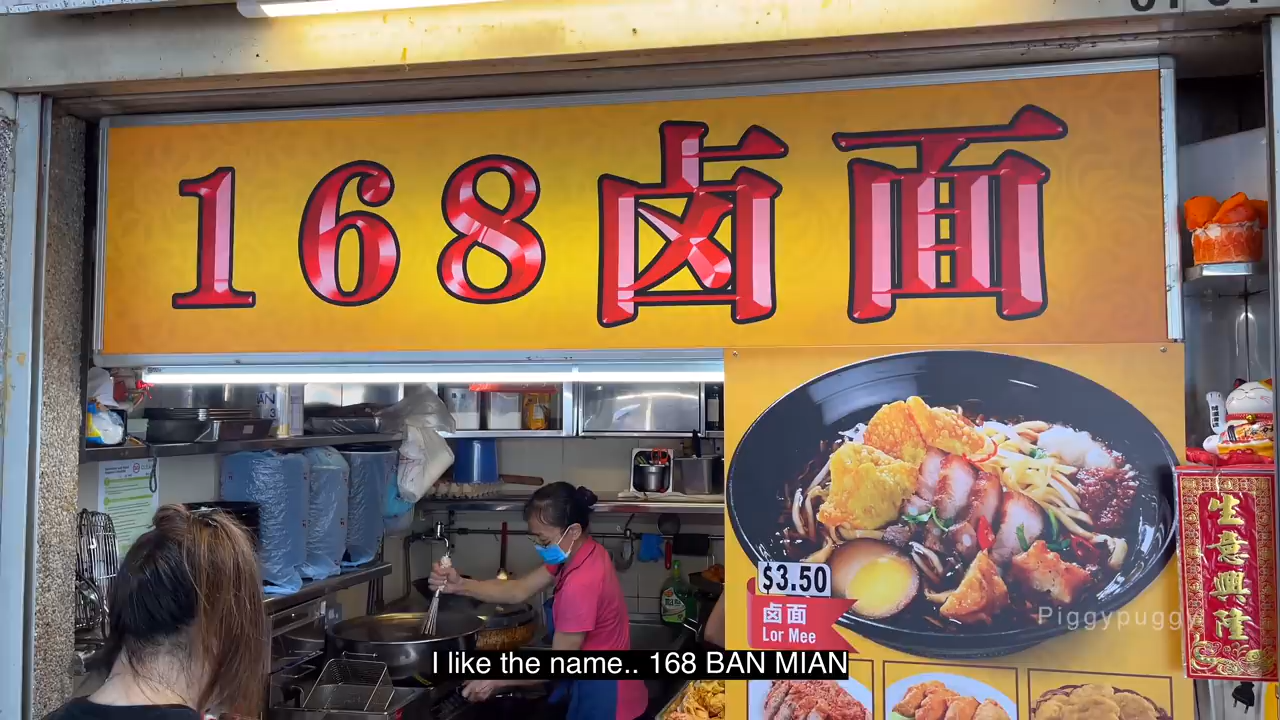 168卤面
$3.50
卤面
Lor Mee
Piggypuggy
生意興隆
I like the name.. 168 BAN MIAN